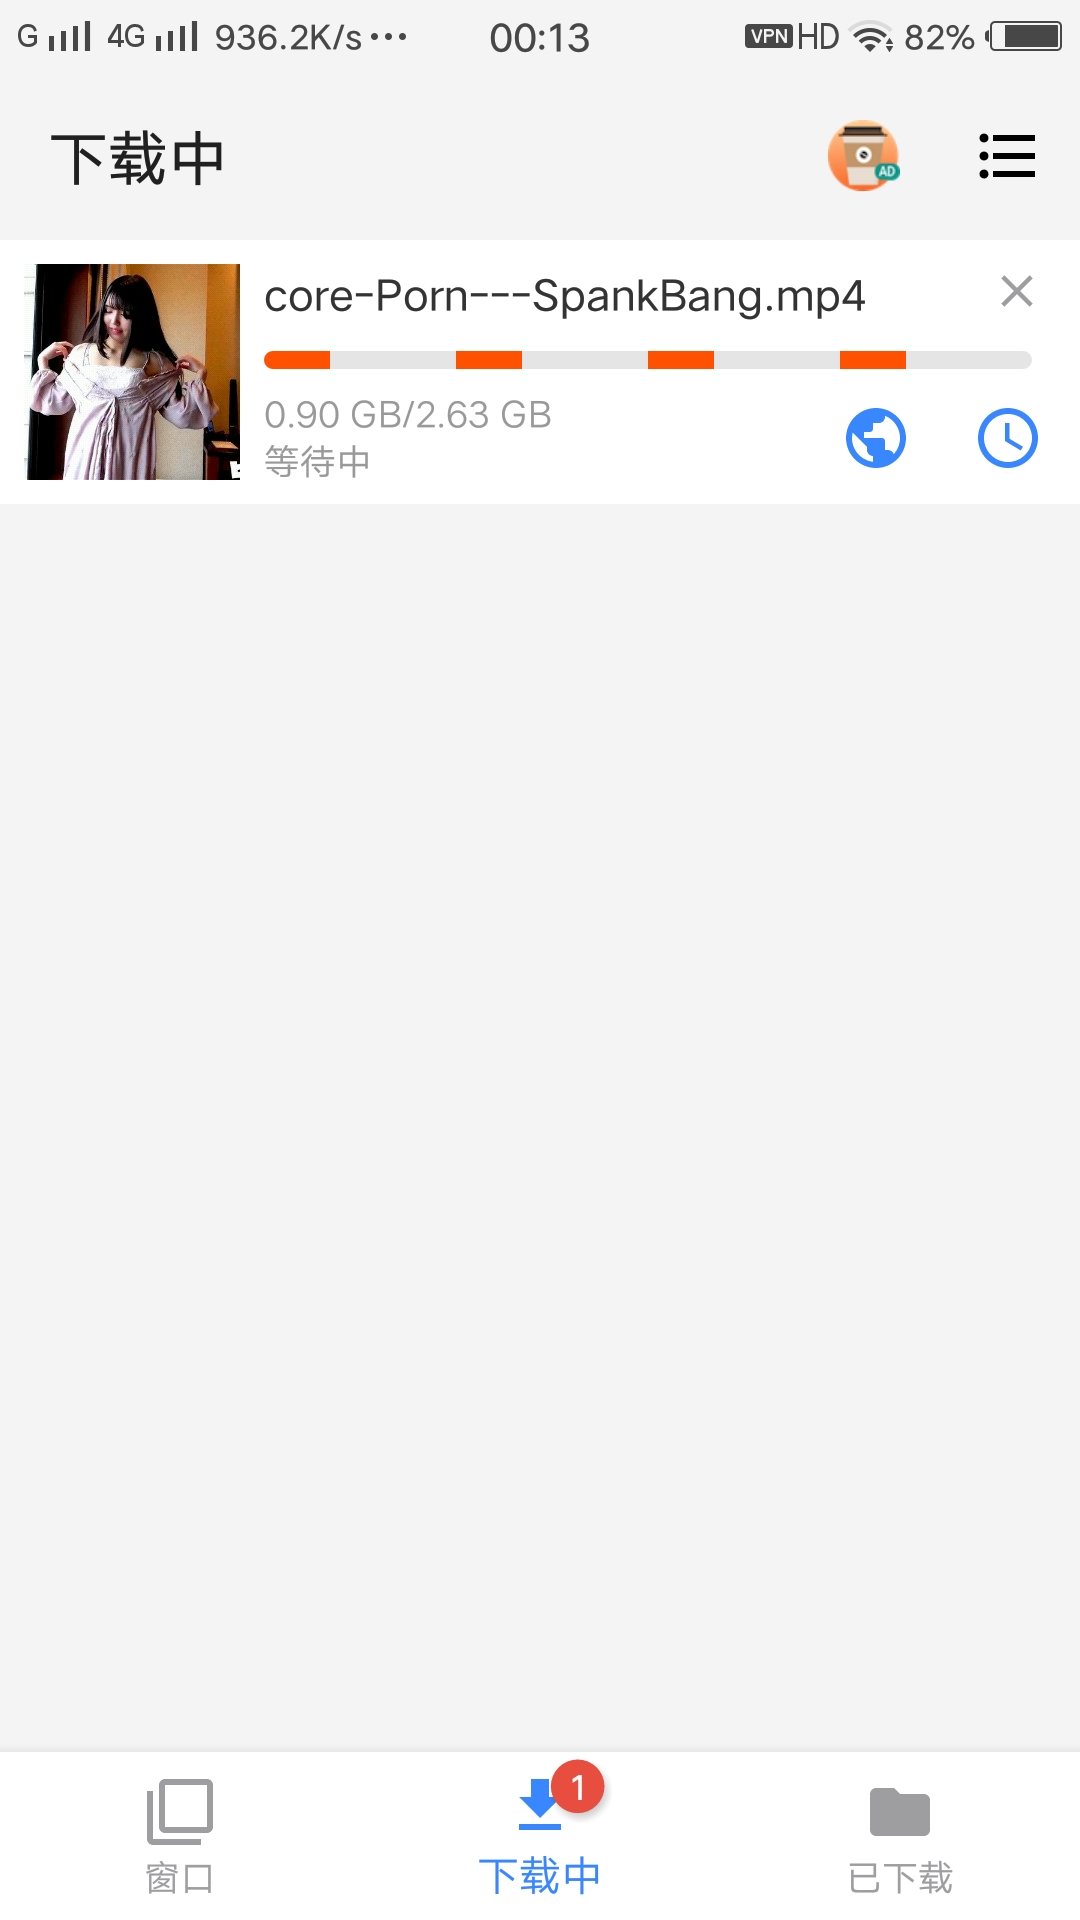 G 4G 936.2K/s... 00:13 VPN HD 82%
下载中
AD
core-Porn---SpankBang.mp4
0.90 GB/2.63 GB
等待中
1
窗口 下载中 已下载